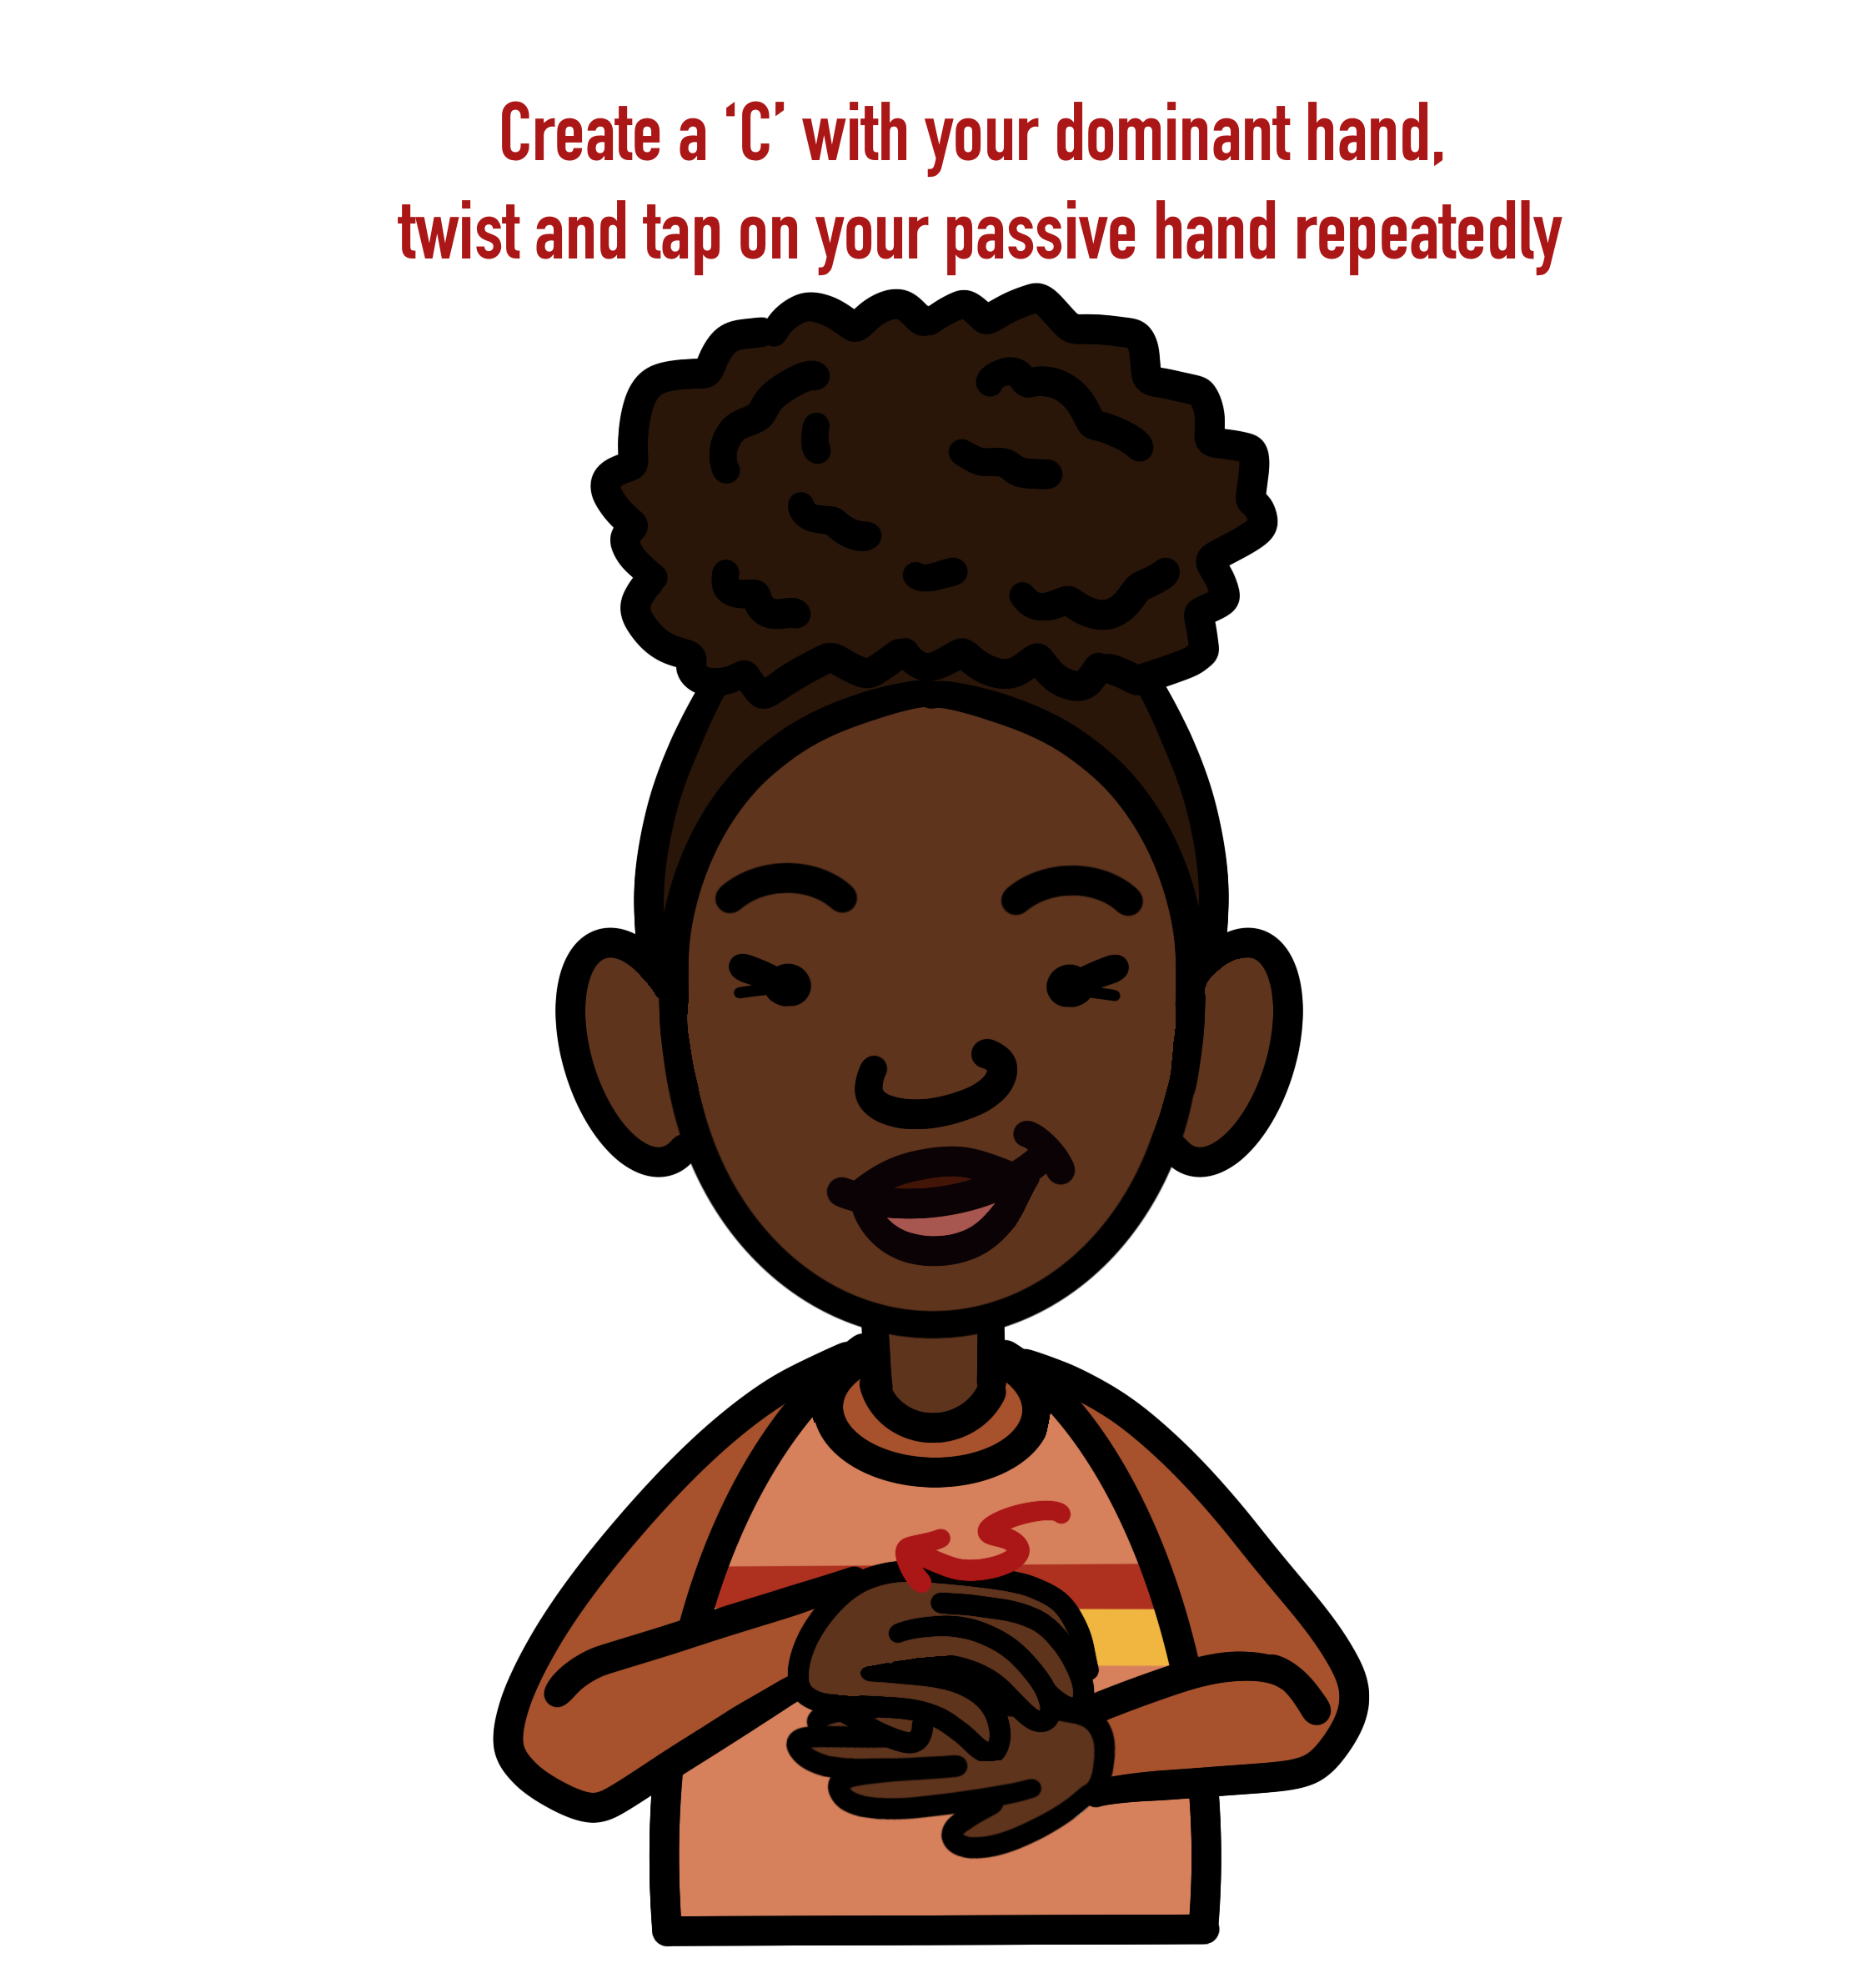 Create a ‘C’ with your dominant hand,
twist and tap on your passive hand repeatedly